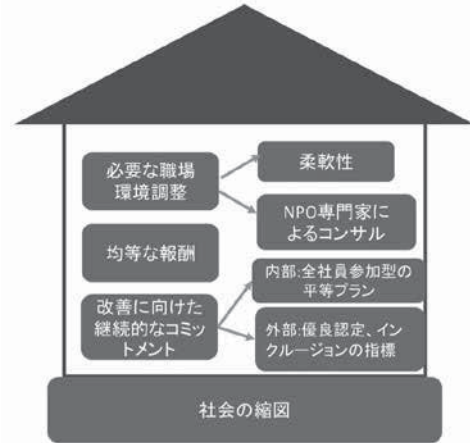 必要な職場
環境調整
柔軟性
NPO専門家に
よるコンサル
均等な報酬
改善に向けた
継続的なコミッ
トメント
内部:全社員参加型の
平等プラン
外部:優良認定、イン
クルージョンの指標
社会の縮図